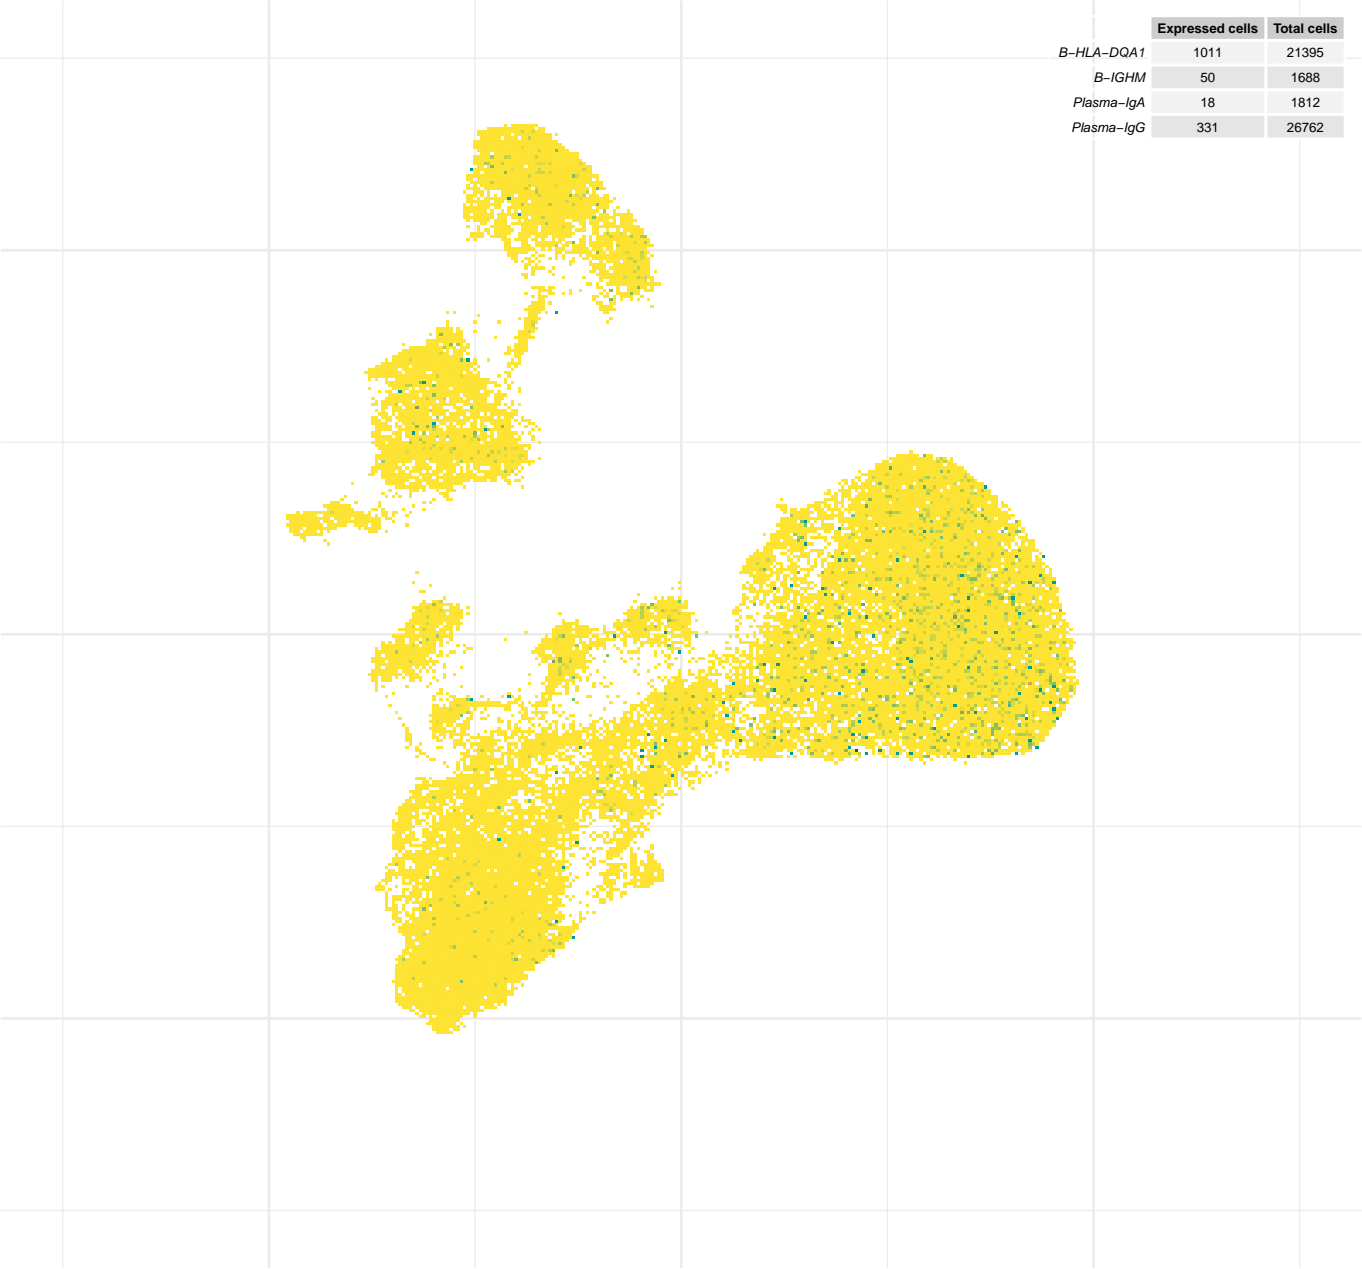 Expressed cells Total cells
B−HLA−DQA1 1011 21395
B−IGHM 50 1688
Plasma−IgA 18 1812
Plasma−IgG 331 26762